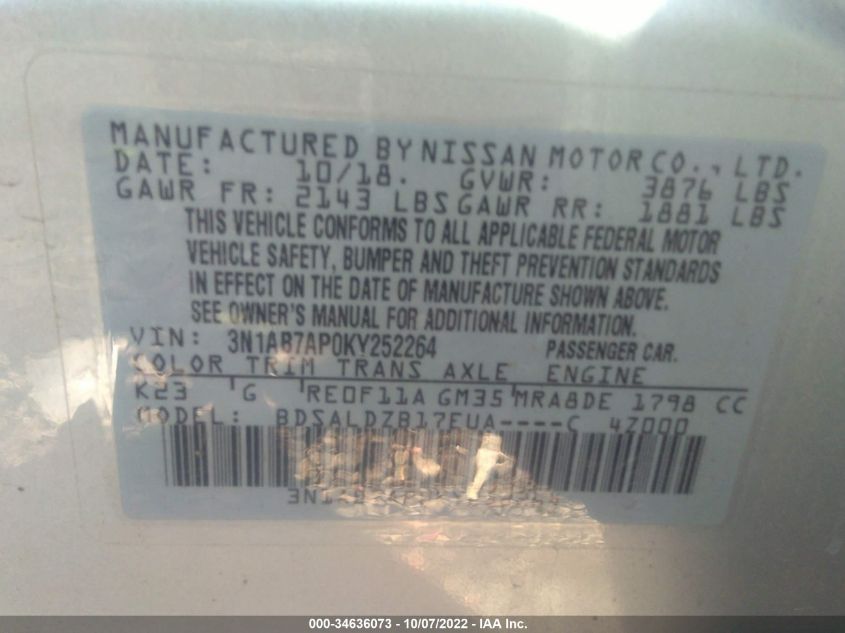 MANUFACTURED BY NISSAN MOTOR CO., LTD.
DATE: 10/18. GVWR: 3876 LBS
GAWR FR: 2143 LBS GAWR RR: 1881 LBS
THIS VEHICLE CONFORMS TO ALL APPLICABLE FEDERAL MOTOR
VEHICLE SAFETY, BUMPER AND THEFT PREVENTION STANDARDS
IN EFFECT ON THE DATE OF MANUFACTURE SHOWN ABOVE.
SEE OWNER'S MANUAL FOR ADDITIONAL INFORMATION.
VIN: 3N1AB7AP0KY252264 PASSENGER CAR.
COLOR TRIM TRANS AXLE ENGINE
K23 G RE0F11A GM35 MRA8DE 1798 CC
MODEL: BDSALDZB17EUA----C 4Z000
000-34636073 - 10/07/2022 - IAA Inc.